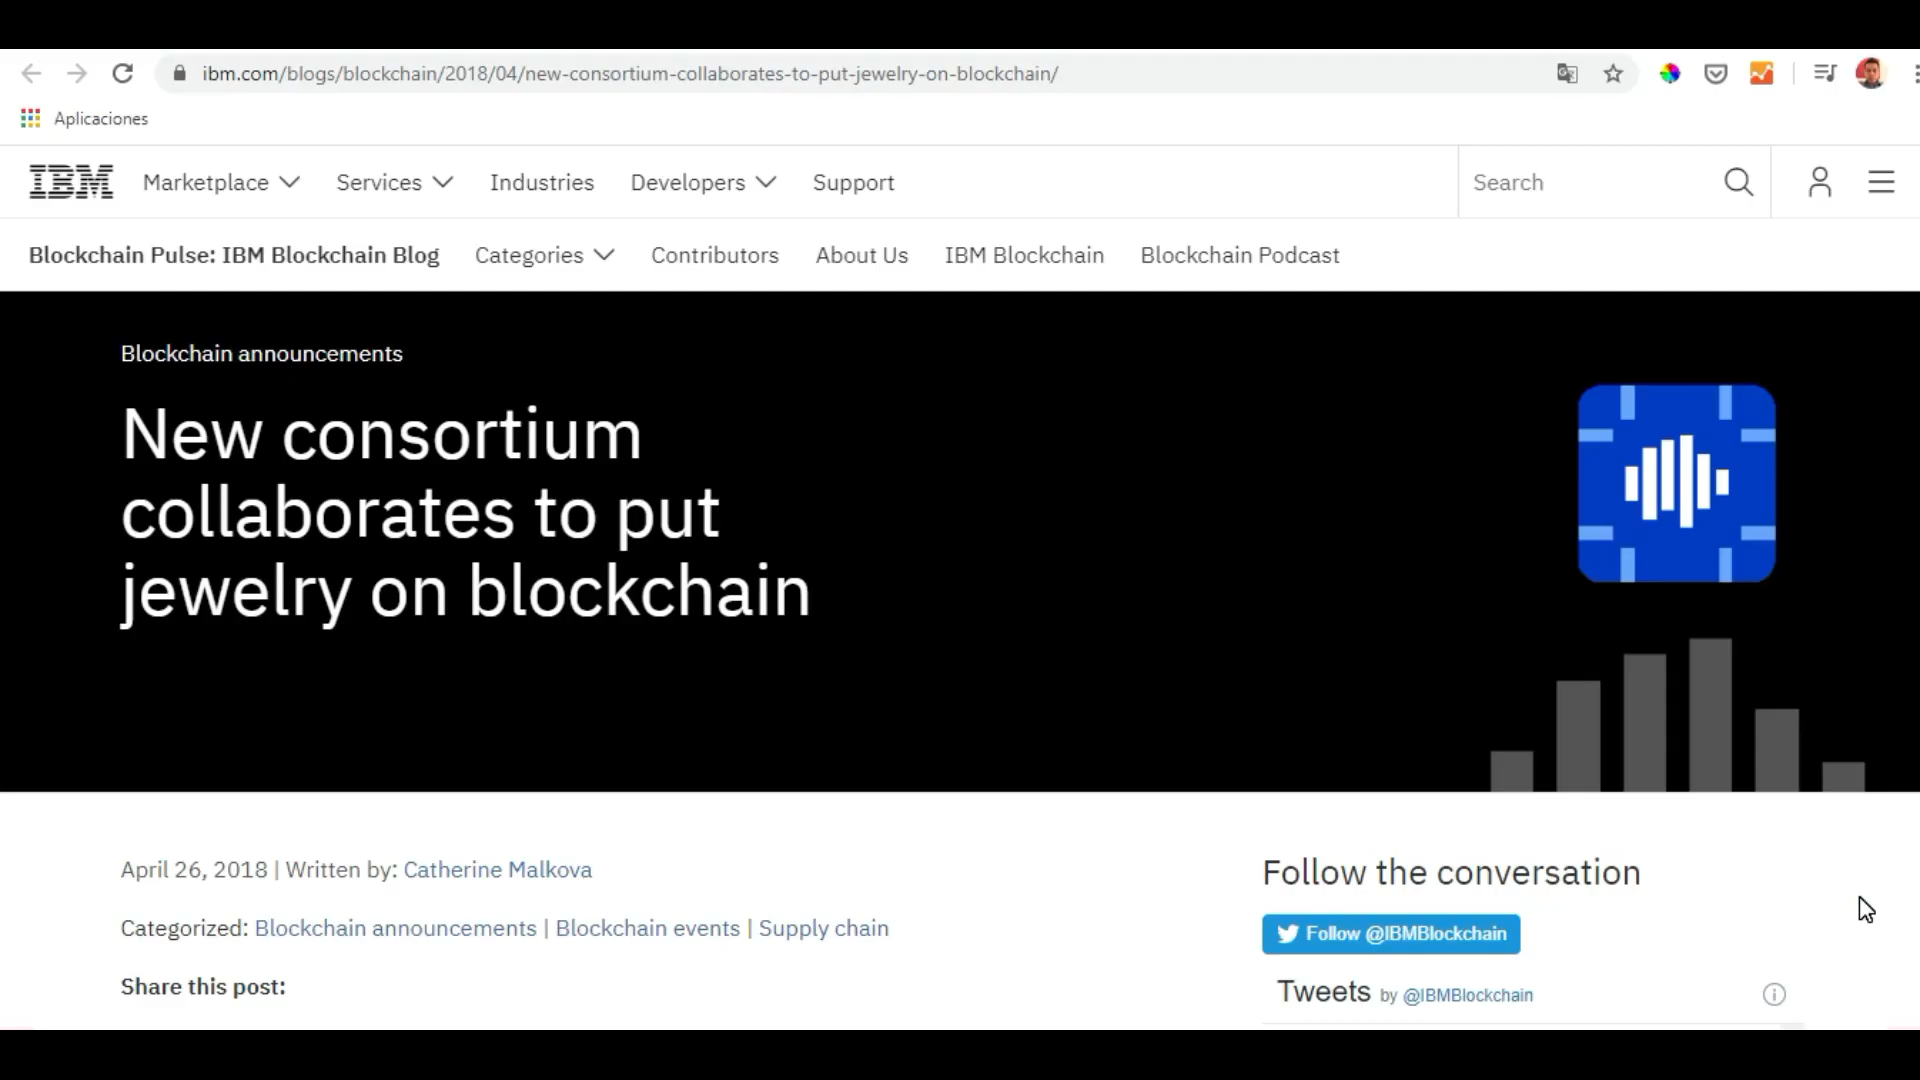 ibm.com/blogs/blockchain/2018/04/new-consortium-collaborates-to-put-jewelry-on-blockchain/
Aplicaciones
IBM Marketplace Services Industries Developers Support Search
Blockchain Pulse: IBM Blockchain Blog Categories Contributors About Us IBM Blockchain Blockchain Podcast
Blockchain announcements
New consortium
collaborates to put
jewelry on blockchain
April 26, 2018 | Written by: Catherine Malkova
Categorized: Blockchain announcements | Blockchain events | Supply chain
Share this post:
Follow the conversation
Follow @IBMBlockchain
Tweets by @IBMBlockchain